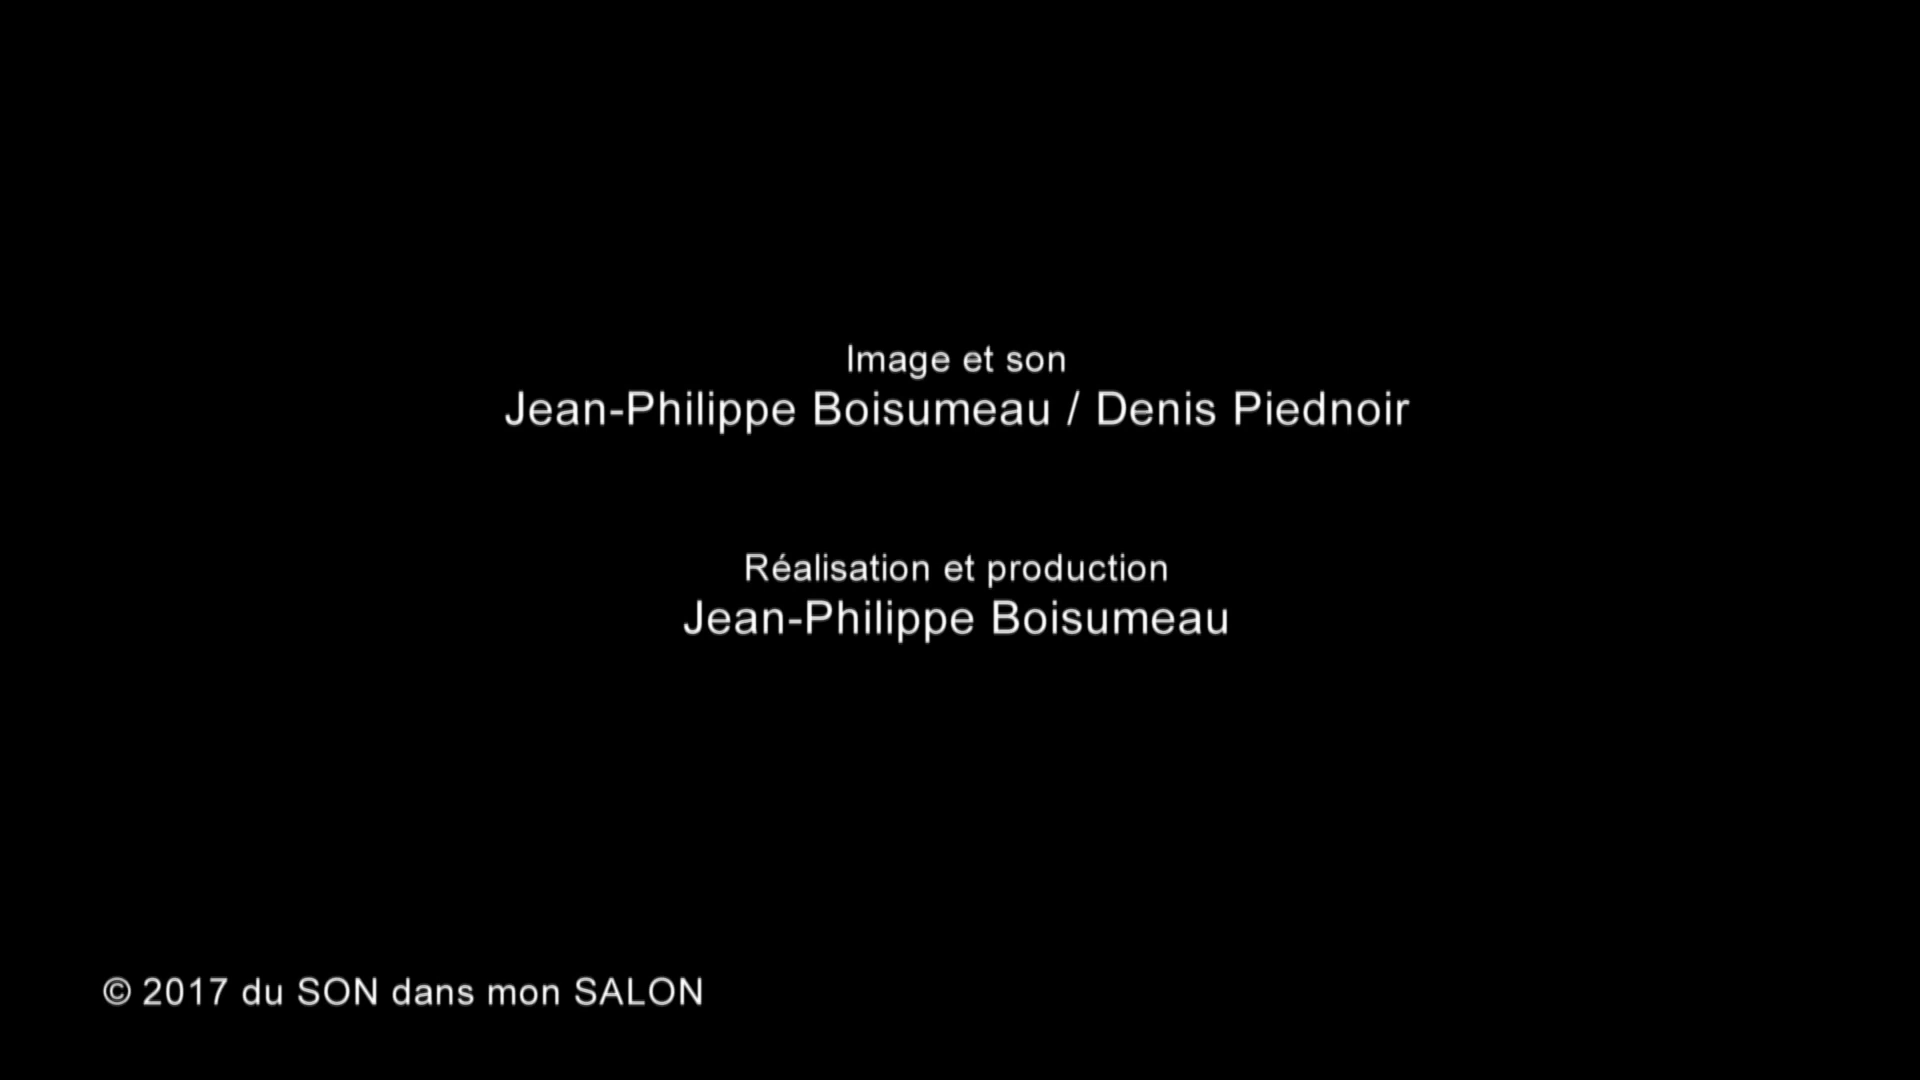 Image et son
Jean-Philippe Boisumeau / Denis Piednoir
Réalisation et production
Jean-Philippe Boisumeau
© 2017 du SON dans mon SALON